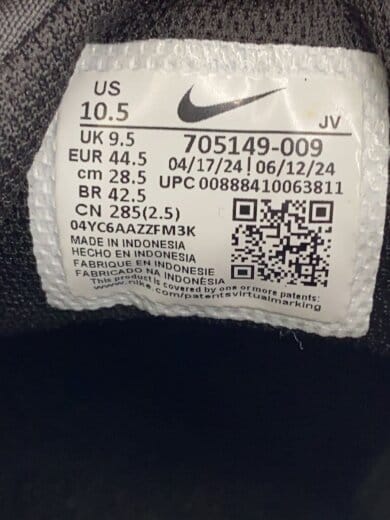 US
10.5
JV
UK 9.5
EUR 44.5
cm 28.5
BR 42.5
CN 285(2.5)
705149-009
04/17/24 | 06/12/24
UPC 00888410063811
04YC6AAZZFM3K
MADE IN INDONESIA
HECHO EN INDONESIA
FABRIQUE EN INDONESIE
FABRICADO NA INDONÉSIA
This product is covered by one or more patents:
www.nike.com/patentsvirtualmarking